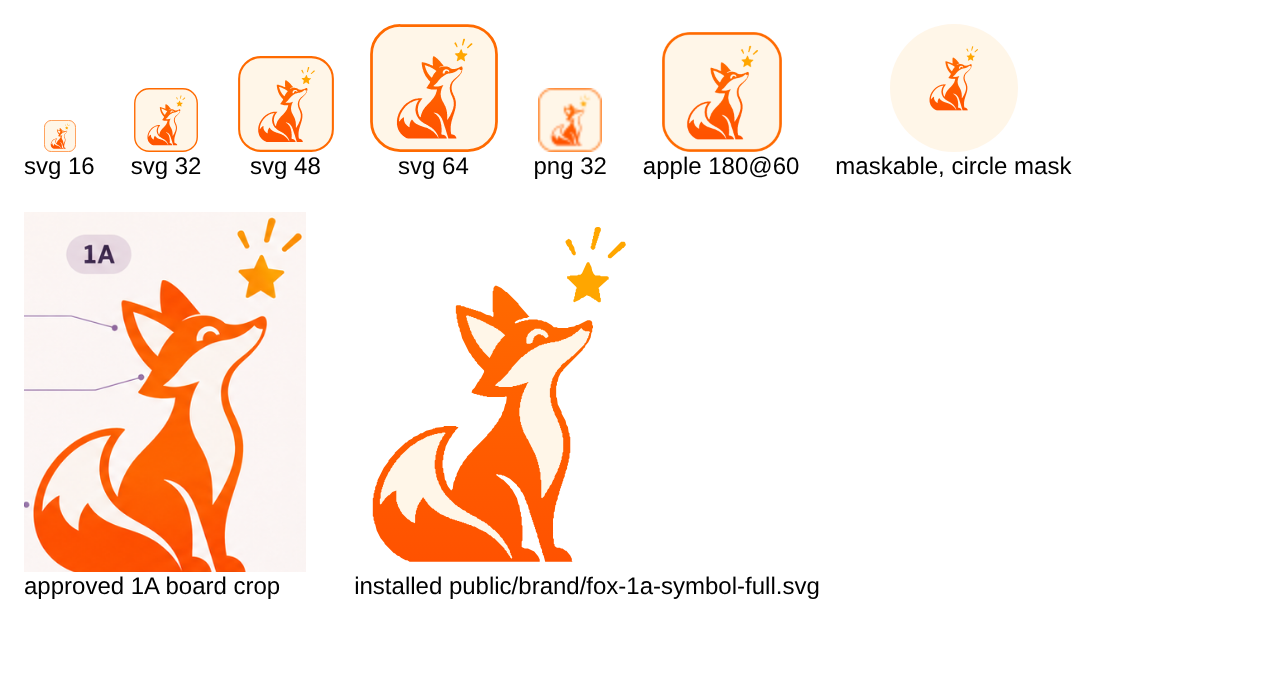 svg 16
svg 32
svg 48
svg 64
png 32
apple 180@60
maskable, circle mask
1A
approved 1A board crop
installed public/brand/fox-1a-symbol-full.svg